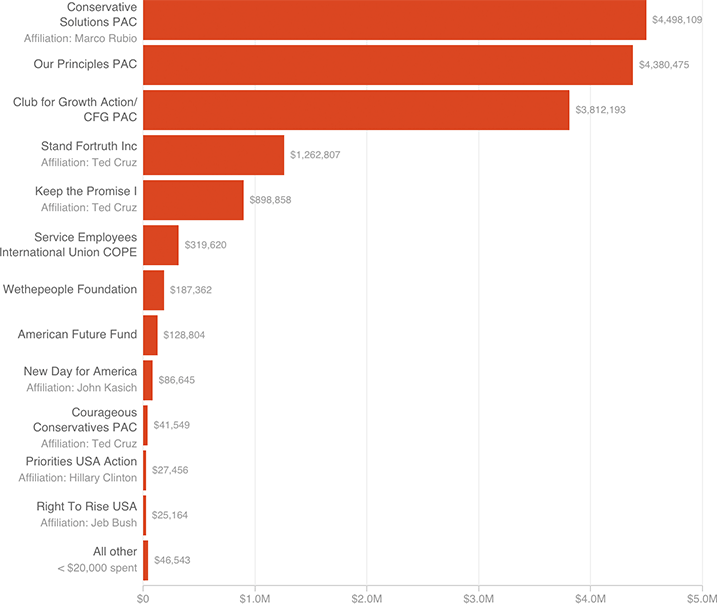 Conservative
Solutions PAC
Affiliation: Marco Rubio
$4,498,109
Our Principles PAC
$4,380,475
Club for Growth Action/
CFG PAC
$3,812,193
Stand Fortruth Inc
Affiliation: Ted Cruz
$1,262,807
Keep the Promise I
Affiliation: Ted Cruz
$898,858
Service Employees
International Union COPE
$319,620
Wethepeople Foundation
$187,362
American Future Fund
$128,804
New Day for America
Affiliation: John Kasich
$86,645
Courageous
Conservatives PAC
Affiliation: Ted Cruz
$41,549
Priorities USA Action
Affiliation: Hillary Clinton
$27,456
Right To Rise USA
Affiliation: Jeb Bush
$25,164
All other
< $20,000 spent
$46,543
$0 $1.0M $2.0M $3.0M $4.0M $5.0M